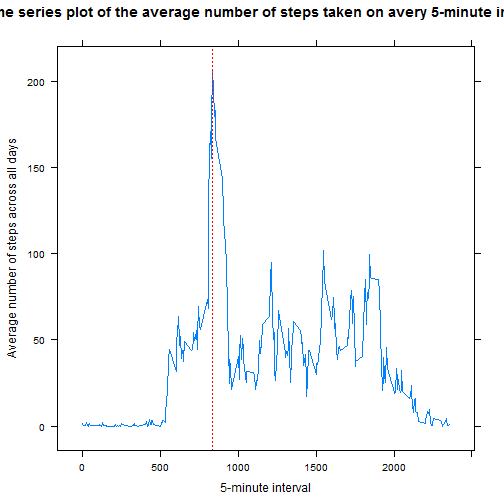 ne series plot of the average number of steps taken on avery 5-minute in
Average number of steps across all days
200
150
100
50
0
0 500 1000 1500 2000
5-minute interval